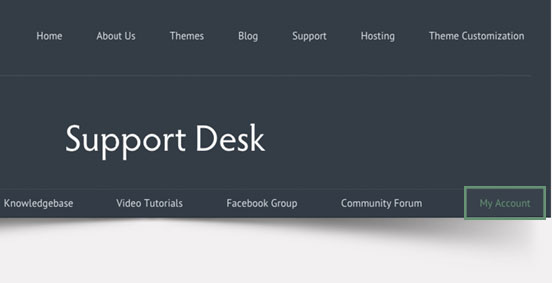 Home About Us Themes Blog Support Hosting Theme Customization
Support Desk
Knowledgebase Video Tutorials Facebook Group Community Forum My Account